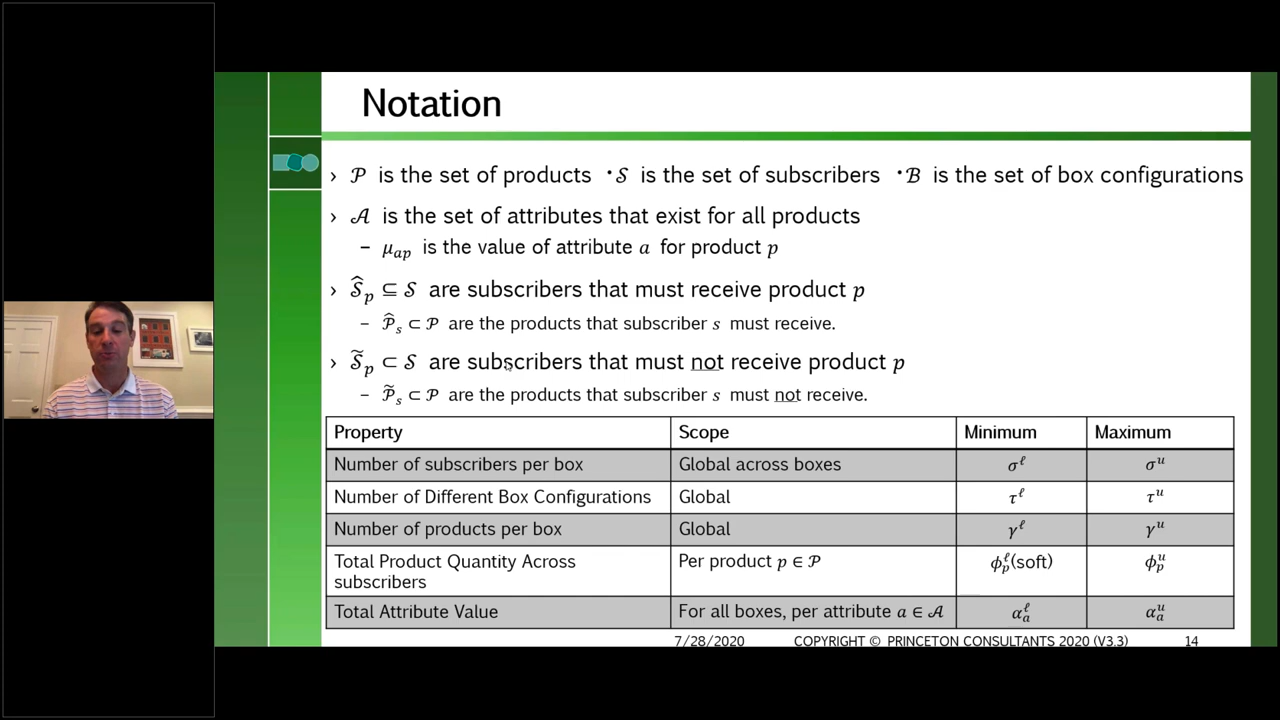 Notation
› 𝒫 is the set of products · 𝒮 is the set of subscribers · ℬ is the set of box configurations
› 𝒜 is the set of attributes that exist for all products
– μ_ap is the value of attribute a for product p
› 𝒮̂_p ⊆ 𝒮 are subscribers that must receive product p
– 𝒫̂_s ⊂ 𝒫 are the products that subscriber s must receive.
› 𝒮̃_p ⊂ 𝒮 are subscribers that must not receive product p
– 𝒫̃_s ⊂ 𝒫 are the products that subscriber s must not receive.
Property Scope Minimum Maximum
Number of subscribers per box Global across boxes σ^ℓ σ^u
Number of Different Box Configurations Global τ^ℓ τ^u
Number of products per box Global γ^ℓ γ^u
Total Product Quantity Across Per product p ∈ 𝒫 ϕ_p^ℓ(soft) ϕ_p^u
subscribers
Total Attribute Value For all boxes, per attribute a ∈ 𝒜 α_a^ℓ α_a^u
7/28/2020 COPYRIGHT © PRINCETON CONSULTANTS 2020 (V3.3) 14